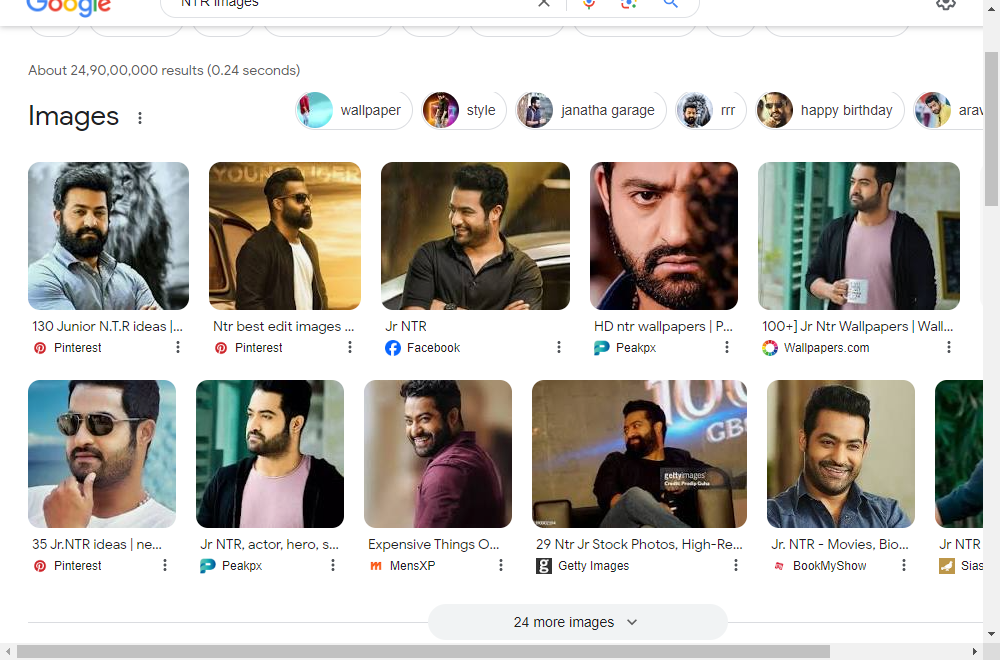 Google
NTR images
About 24,90,00,000 results (0.24 seconds)
Images
wallpaper
style
janatha garage
rrr
happy birthday
arav
YOUNG TIGER
130 Junior N.T.R ideas |...
Pinterest
Ntr best edit images ...
Pinterest
Jr NTR
Facebook
HD ntr wallpapers | P...
Peakpx
100+] Jr Ntr Wallpapers | Wall...
Wallpapers.com
100
GB
gettyimages
Credit: Pradip Guha
35 Jr.NTR ideas | ne...
Pinterest
Jr NTR, actor, hero, s...
Peakpx
Expensive Things O...
MensXP
29 Ntr Jr Stock Photos, High-Re...
Getty Images
Jr. NTR - Movies, Bio...
BookMyShow
Jr NTR
Sias
24 more images